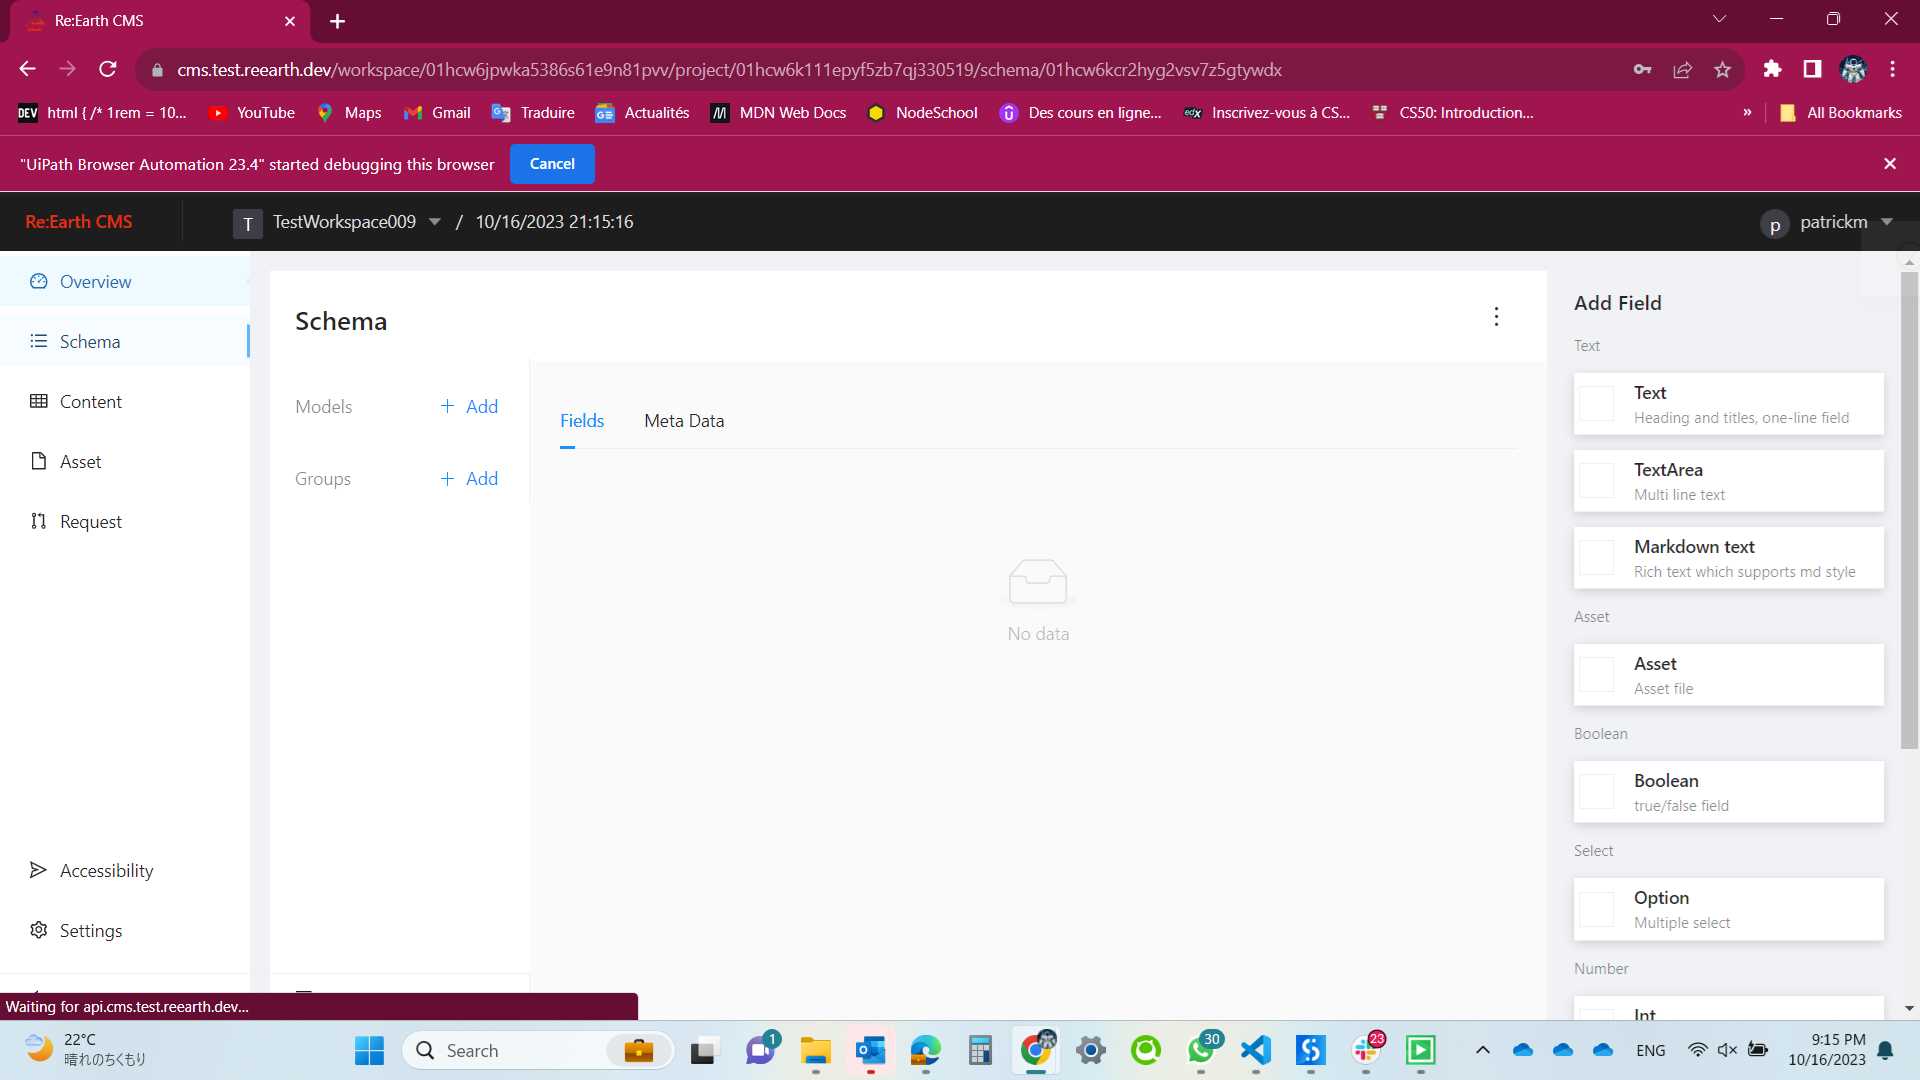 Re:Earth CMS
cms.test.reearth.dev/workspace/01hcw6jpwka5386s61e9n81pvv/project/01hcw6k111epyf5zb7qj330519/schema/01hcw6kcr2hyg2vsv7z5gtywdx
DEV html { /* 1rem = 10... YouTube Maps Gmail Traduire Actualités MDN Web Docs NodeSchool Des cours en ligne... edX Inscrivez-vous à CS... CS50: Introduction... » All Bookmarks
"UiPath Browser Automation 23.4" started debugging this browser Cancel
Re:Earth CMS T TestWorkspace009 / 10/16/2023 21:15:16 p patrickm
Overview
Schema
Content
Asset
Request
Accessibility
Settings
Schema
Models + Add
Groups + Add
Fields Meta Data
No data
Add Field
Text
Text
Heading and titles, one-line field
TextArea
Multi line text
Markdown text
Rich text which supports md style
Asset
Asset
Asset file
Boolean
Boolean
true/false field
Select
Option
Multiple select
Number
Int
Waiting for api.cms.test.reearth.dev...
22°C
晴れのちくもり
Search
1
30
23
ENG
9:15 PM
10/16/2023